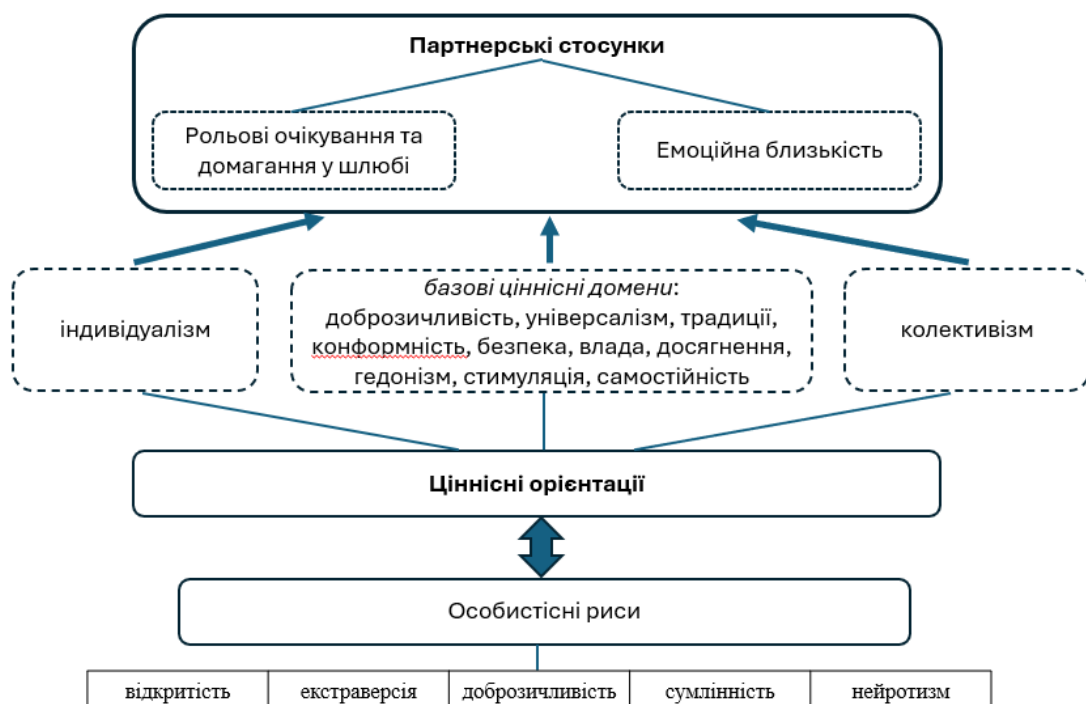 Партнерські стосунки
Рольові очікування та
домагання у шлюбі
Емоційна близькість
індивідуалізм
базові ціннісні домени:
доброзичливість, універсалізм, традиції,
конформність, безпека, влада, досягнення,
гедонізм, стимуляція, самостійність
колективізм
Ціннісні орієнтації
Особистісні риси
відкритість екстраверсія доброзичливість сумлінність нейротизм